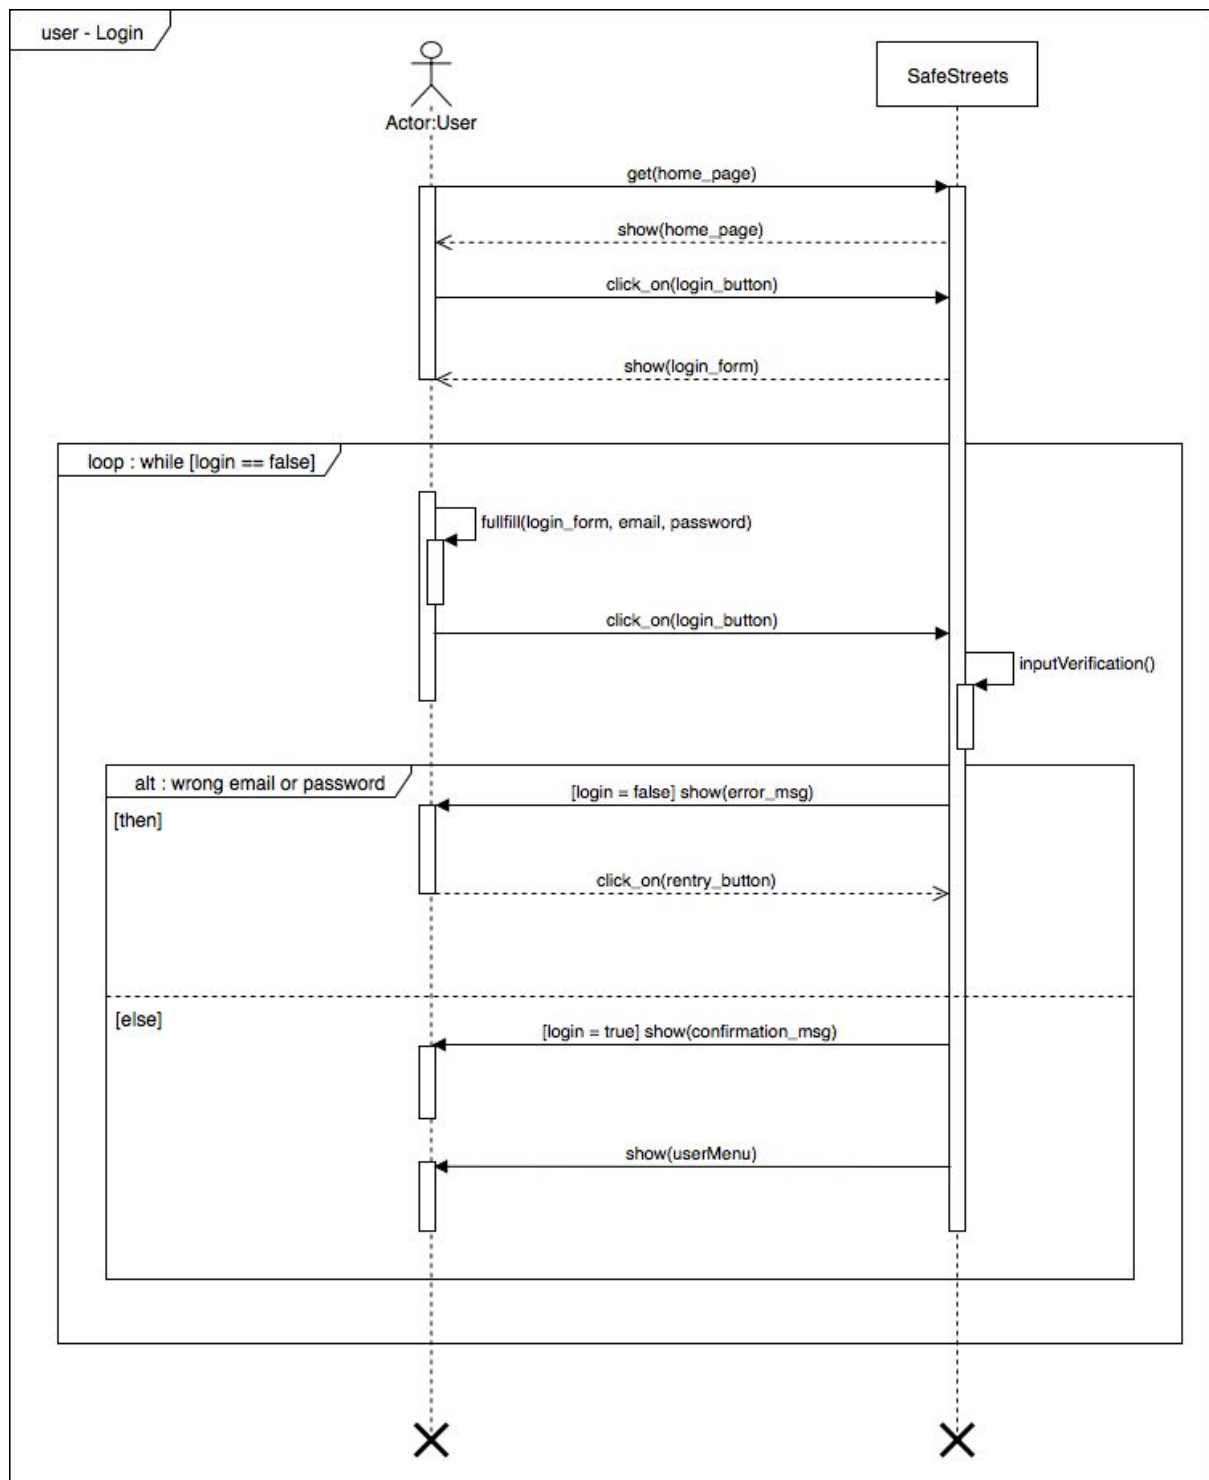 user - Login
SafeStreets
Actor:User
get(home_page)
show(home_page)
click_on(login_button)
show(login_form)
loop : while [login == false]
fullfill(login_form, email, password)
click_on(login_button)
inputVerification()
alt : wrong email or password
[login = false] show(error_msg)
[then]
click_on(rentry_button)
[else]
[login = true] show(confirmation_msg)
show(userMenu)